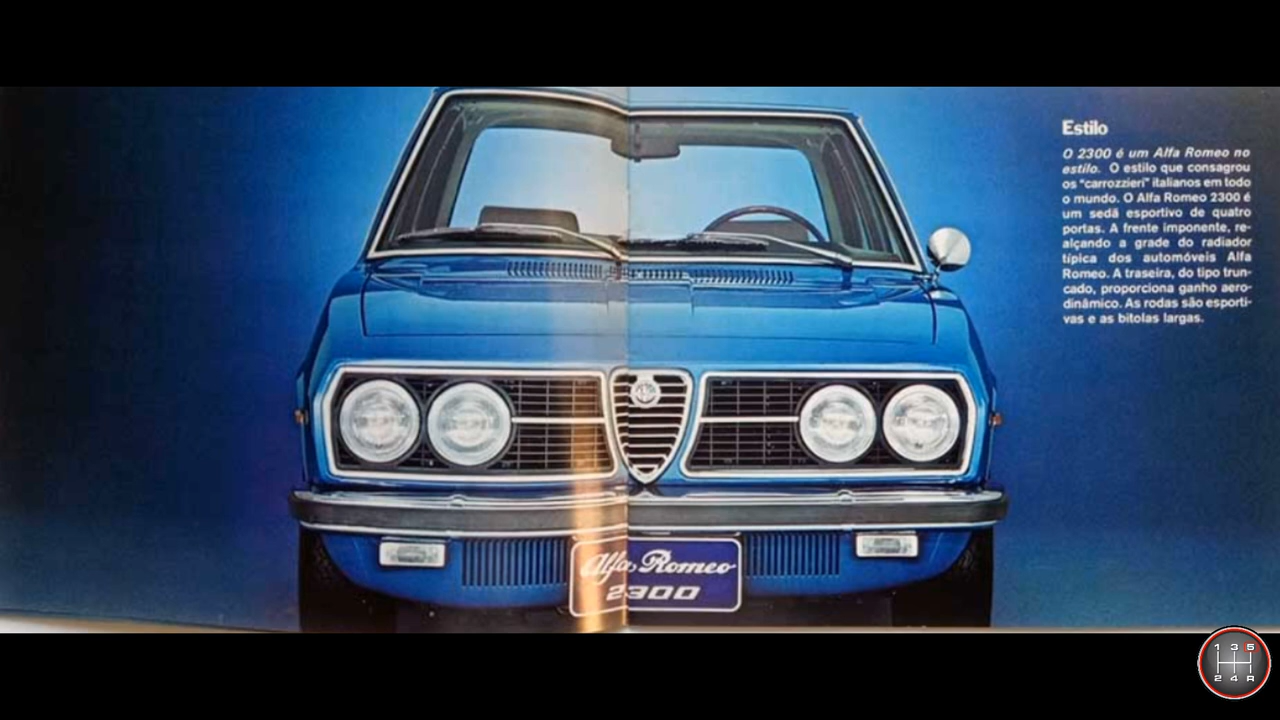 Estilo
O 2300 é um Alfa Romeo no
estilo. O estilo que consagrou
os "carrozzieri" italianos em todo
o mundo. O Alfa Romeo 2300 é
um sedã esportivo de quatro
portas. A frente imponente, re-
alçando a grade do radiador
típica dos automóveis Alfa
Romeo. A traseira, do tipo trun-
cado, proporciona ganho aero-
dinâmico. As rodas são esporti-
vas e as bitolas largas.
Alfa Romeo
2300
1 3 5
2 4 R